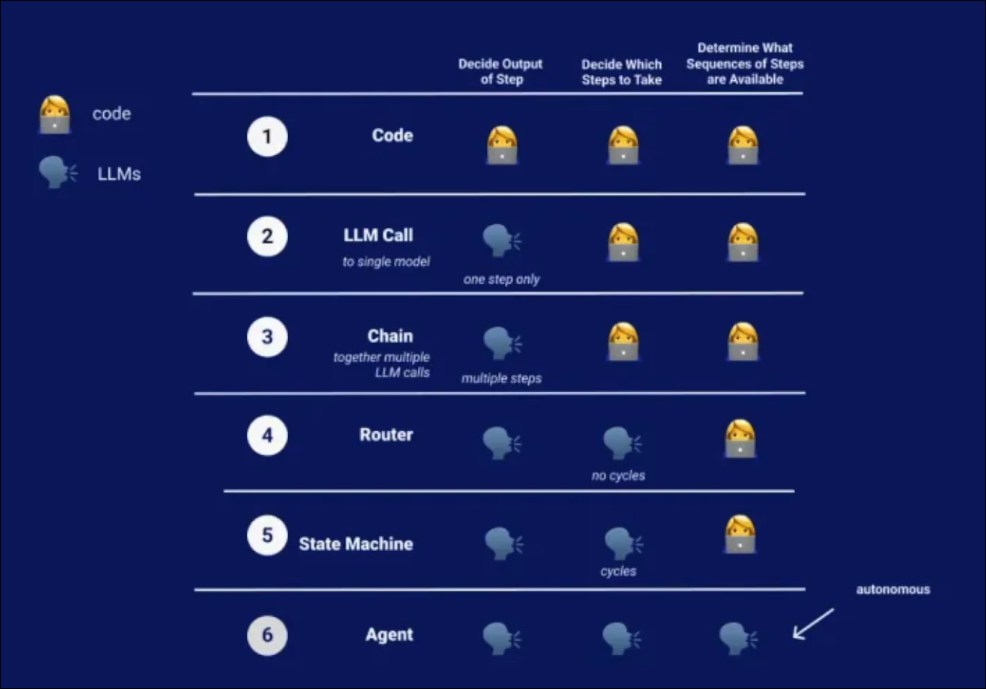 Decide Output
of Step
Decide Which
Steps to Take
Determine What
Sequences of Steps
are Available
code
LLMs
1
Code
2
LLM Call
to single model
one step only
3
Chain
together multiple
LLM calls
multiple steps
4
Router
no cycles
5
State Machine
cycles
6
Agent
autonomous